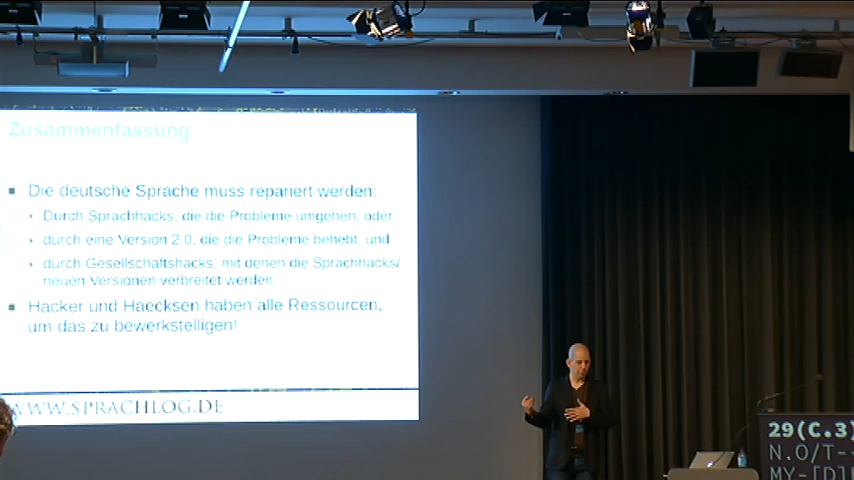 Zusammenfassung
Die deutsche Sprache muss repariert werden:
Durch Sprachhacks, die die Probleme umgehen, oder
durch eine Version 2.0, die die Probleme behebt, und
durch Gesellschaftshacks, mit denen die Sprachhacks/
neuen Versionen verbreitet werden.
Hacker und Haecksen haben alle Ressourcen,
um das zu bewerkstelligen!
WWW.SPRACHLOG.DE
29(C.3)
N.O/T--
MY-[D]